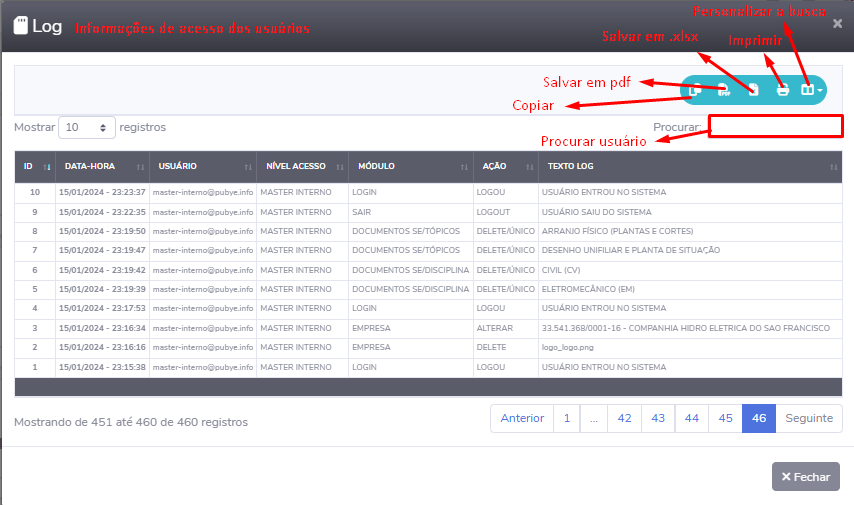 Personalizar a busca
Log Informações de acesso dos usuários ×
Salvar em .xlsx Imprimir
Salvar em pdf
Copiar
Mostrar 10 registros Procurar:
Procurar usuário
ID DATA-HORA USUÁRIO NÍVEL ACESSO MÓDULO AÇÃO TEXTO LOG
10 15/01/2024 - 23:23:37 master-interno@pubye.info MASTER INTERNO LOGIN LOGOU USUÁRIO ENTROU NO SISTEMA
9 15/01/2024 - 23:22:35 master-interno@pubye.info MASTER INTERNO SAIR LOGOUT USUÁRIO SAIU DO SISTEMA
8 15/01/2024 - 23:19:50 master-interno@pubye.info MASTER INTERNO DOCUMENTOS SE/TÓPICOS DELETE/ÚNICO ARRANJO FÍSICO (PLANTAS E CORTES)
7 15/01/2024 - 23:19:47 master-interno@pubye.info MASTER INTERNO DOCUMENTOS SE/TÓPICOS DELETE/ÚNICO DESENHO UNIFILIAR E PLANTA DE SITUAÇÃO
6 15/01/2024 - 23:19:42 master-interno@pubye.info MASTER INTERNO DOCUMENTOS SE/DISCIPLINA DELETE/ÚNICO CIVIL (CV)
5 15/01/2024 - 23:19:39 master-interno@pubye.info MASTER INTERNO DOCUMENTOS SE/DISCIPLINA DELETE/ÚNICO ELETROMECÂNICO (EM)
4 15/01/2024 - 23:17:53 master-interno@pubye.info MASTER INTERNO LOGIN LOGOU USUÁRIO ENTROU NO SISTEMA
3 15/01/2024 - 23:16:34 master-interno@pubye.info MASTER INTERNO EMPRESA ALTERAR 33.541.368/0001-16 - COMPANHIA HIDRO ELETRICA DO SAO FRANCISCO
2 15/01/2024 - 23:16:16 master-interno@pubye.info MASTER INTERNO EMPRESA DELETE logo_logo.png
1 15/01/2024 - 23:15:38 master-interno@pubye.info MASTER INTERNO LOGIN LOGOU USUÁRIO ENTROU NO SISTEMA
Mostrando de 451 até 460 de 460 registros Anterior 1 ... 42 43 44 45 46 Seguinte
× Fechar